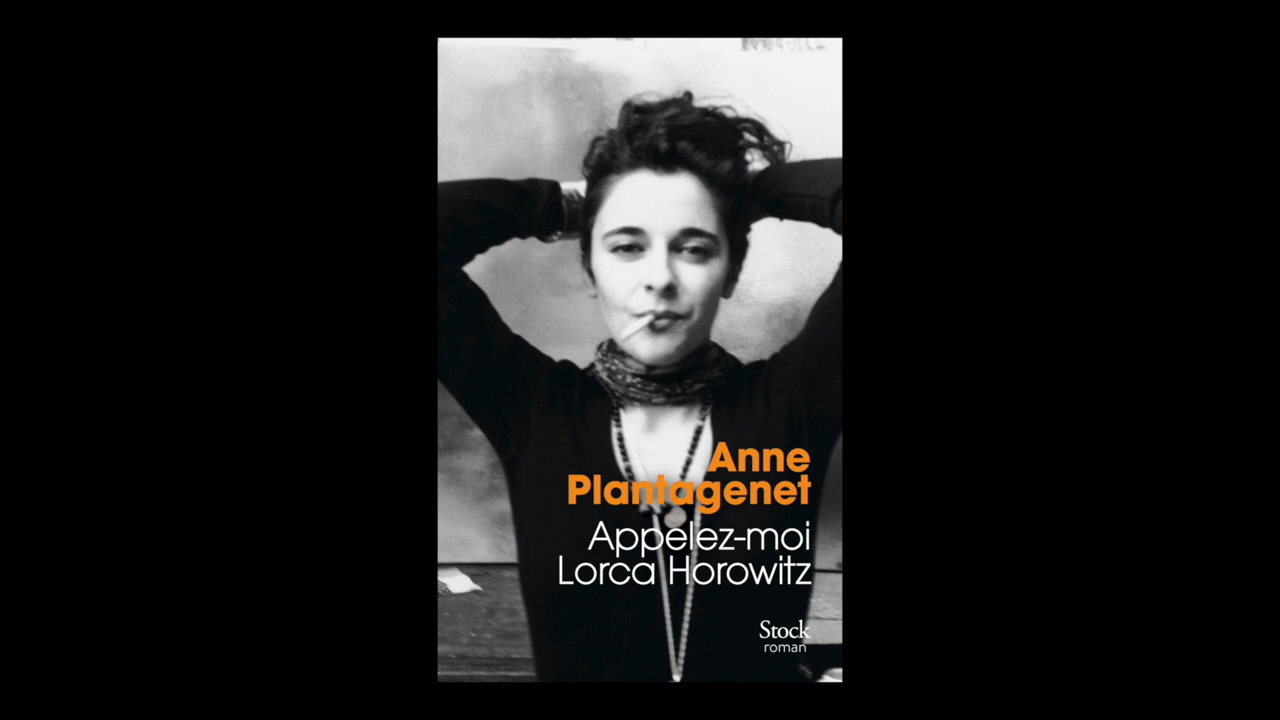 Anne
Plantagenet
Appelez-moi
Lorca Horowitz
Stock
roman